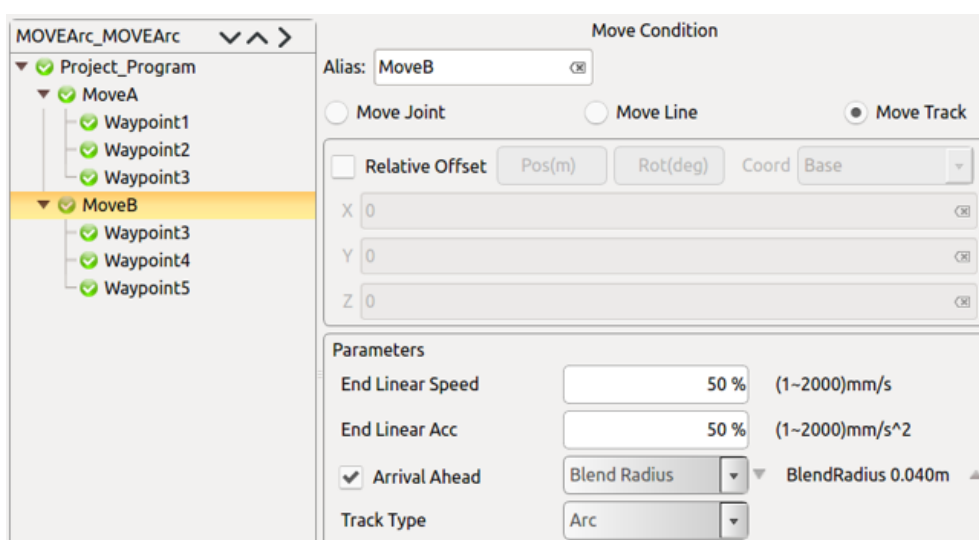 MOVEArc_MOVEArc
Project_Program
MoveA
Waypoint1
Waypoint2
Waypoint3
MoveB
Waypoint3
Waypoint4
Waypoint5
Move Condition
Alias: MoveB
Move Joint Move Line Move Track
Relative Offset Pos(m) Rot(deg) Coord Base
X 0
Y 0
Z 0
Parameters
End Linear Speed 50 % (1~2000)mm/s
End Linear Acc 50 % (1~2000)mm/s^2
Arrival Ahead Blend Radius BlendRadius 0.040m
Track Type Arc